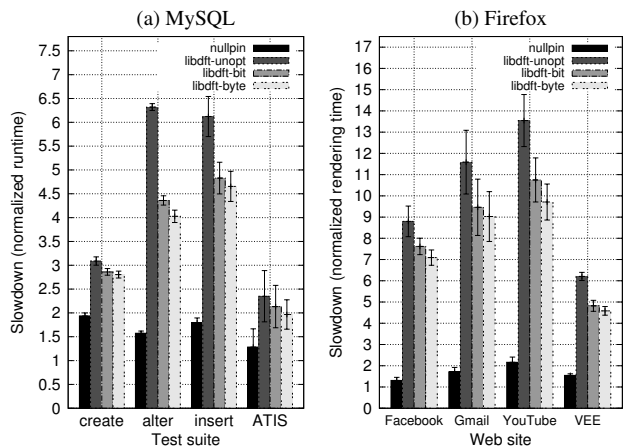 (a) MySQL
Slowdown (normalized runtime)
7.5
7
6.5
6
5.5
5
4.5
4
3.5
3
2.5
2
1.5
1
0.5
0
nullpin
libdft-unopt
libdft-bit
libdft-byte
create alter insert ATIS
Test suite
(b) Firefox
Slowdown (normalized rendering time)
17
16
15
14
13
12
11
10
9
8
7
6
5
4
3
2
1
0
nullpin
libdft-unopt
libdft-bit
libdft-byte
Facebook Gmail YouTube VEE
Web site